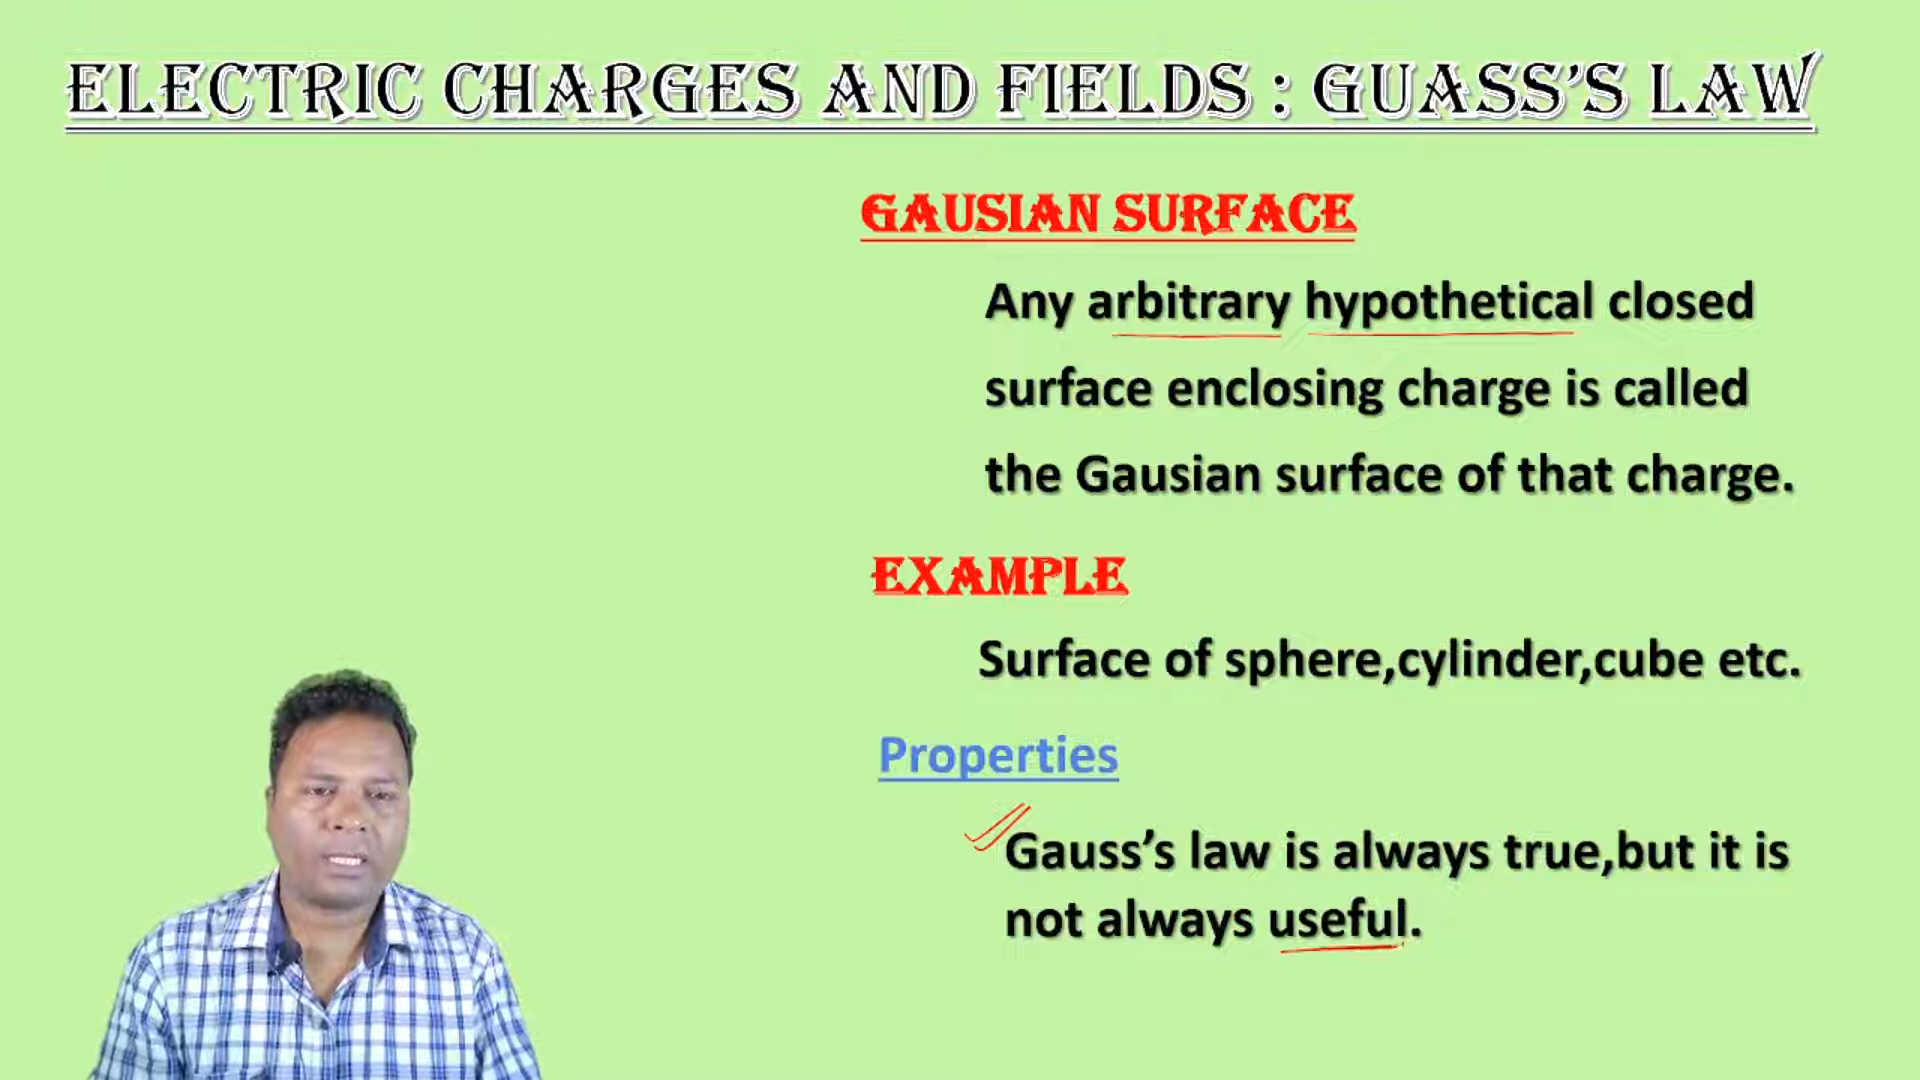 ELECTRIC CHARGES AND FIELDS : GUASS’S LAW
GAUSIAN SURFACE
Any arbitrary hypothetical closed
surface enclosing charge is called
the Gausian surface of that charge.
EXAMPLE
Surface of sphere,cylinder,cube etc.
Properties
Gauss’s law is always true,but it is
not always useful.